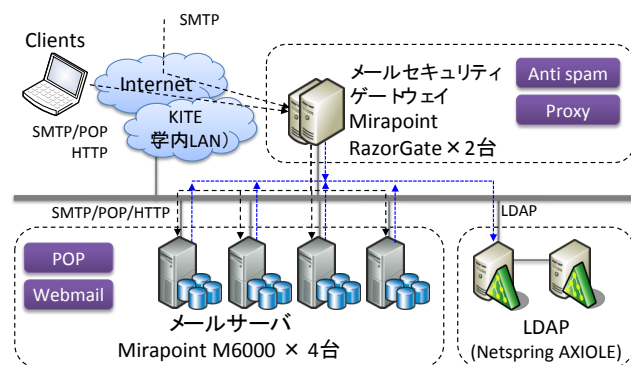 SMTP
Clients
Internet
KITE
学内LAN)
SMTP/POP
HTTP
メールセキュリティ
ゲートウェイ
Mirapoint
RazorGate×2台
Anti spam
Proxy
SMTP/POP/HTTP
LDAP
POP
Webmail
メールサーバ
Mirapoint M6000 × 4台
LDAP
(Netspring AXIOLE)